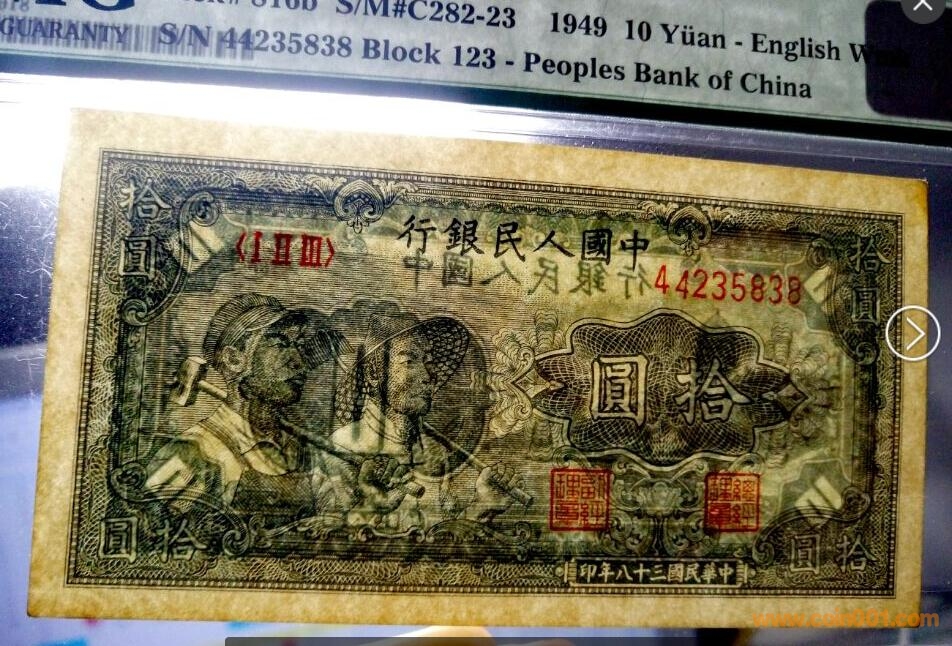 816b S/M#C282-23 1949 10 Yüan - English
GUARANTY S/N 44235838 Block 123 - Peoples Bank of China
拾圓
行銀民人國中
拾圓
〈I II III〉
44235838
圓拾
圓拾
印年八十三國民華中
圓拾